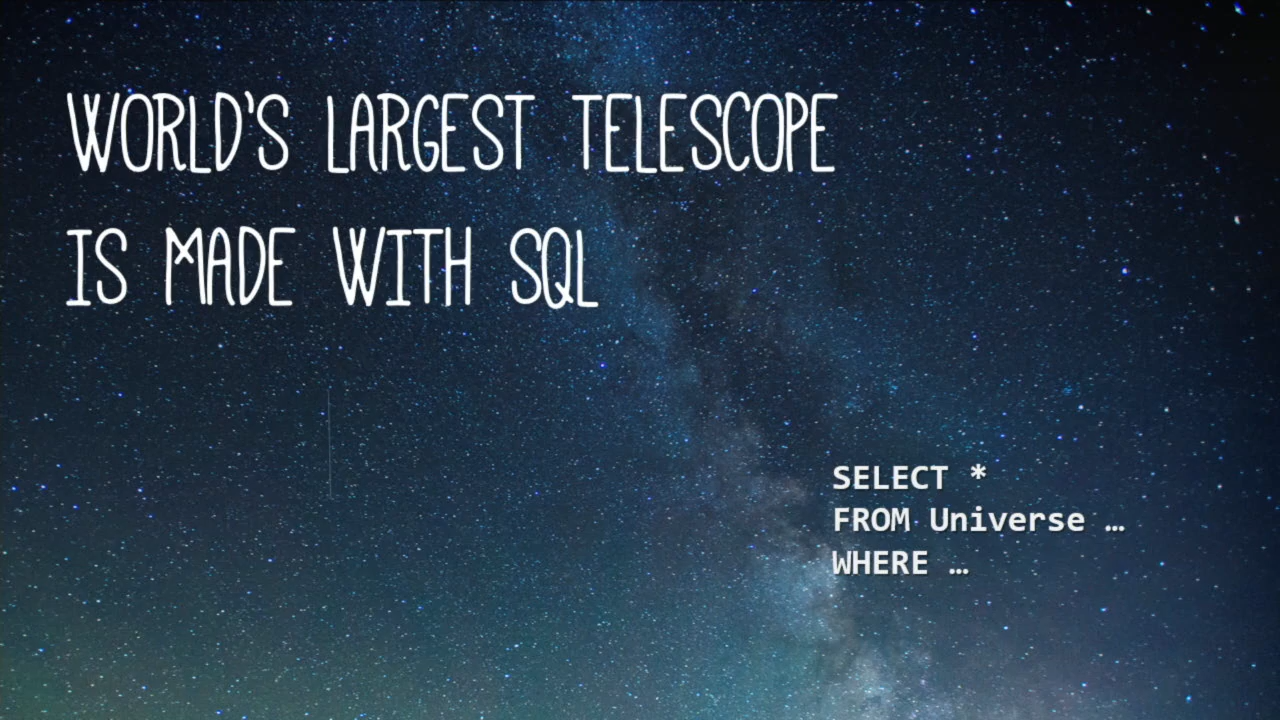 WORLD'S LARGEST TELESCOPE
IS MADE WITH SQL
SELECT *
FROM Universe …
WHERE …